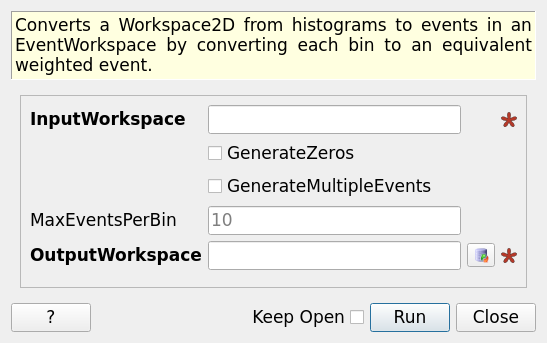 Converts a Workspace2D from histograms to events in an
EventWorkspace by converting each bin to an equivalent
weighted event.
InputWorkspace
GenerateZeros
GenerateMultipleEvents
MaxEventsPerBin 10
OutputWorkspace
? Keep Open Run Close